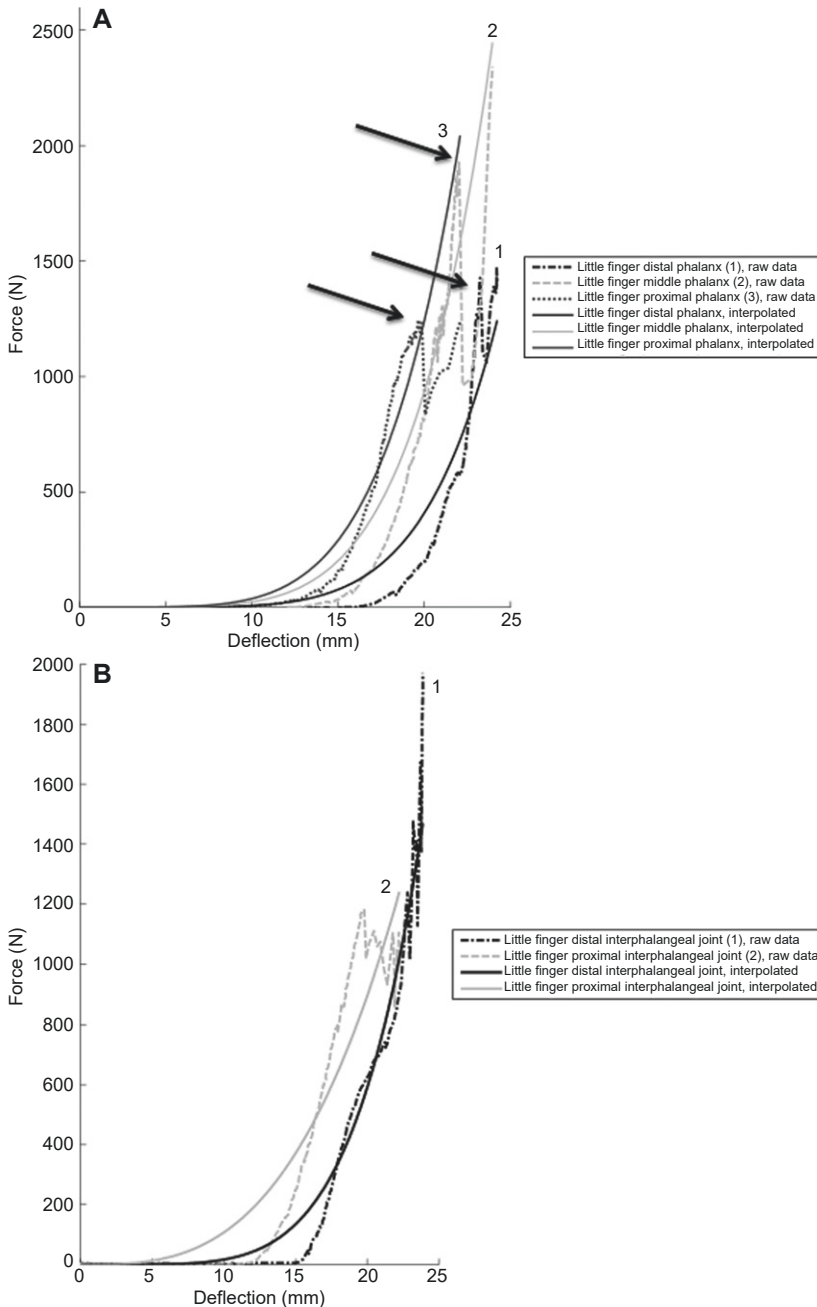 A
2500
2000
1500
1000
500
0
Force (N)
0 5 10 15 20 25
Deflection (mm)
3
2
1
Little finger distal phalanx (1), raw data
Little finger middle phalanx (2), raw data
Little finger proximal phalanx (3), raw data
Little finger distal phalanx, interpolated
Little finger middle phalanx, interpolated
Little finger proximal phalanx, interpolated
B
2000
1800
1600
1400
1200
1000
800
600
400
200
0
Force (N)
0 5 10 15 20 25
Deflection (mm)
2
1
Little finger distal interphalangeal joint (1), raw data
Little finger proximal interphalangeal joint (2), raw data
Little finger distal interphalangeal joint, interpolated
Little finger proximal interphalangeal joint, interpolated